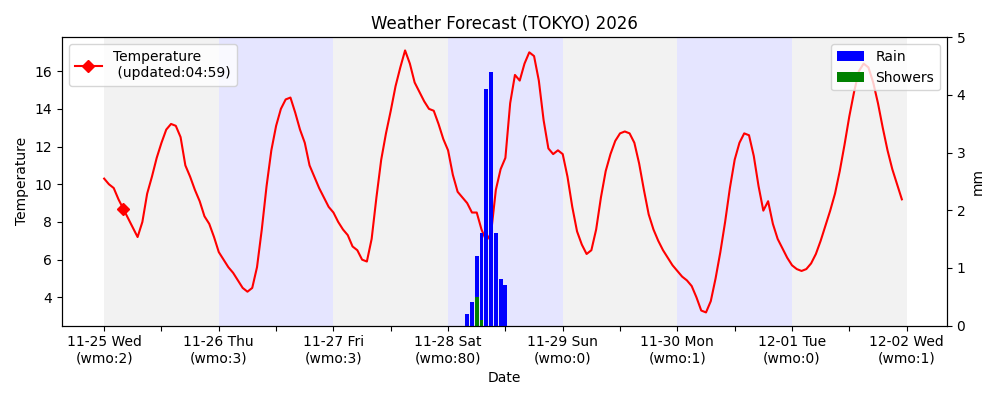 Weather Forecast (TOKYO) 2026
Temperature
(updated:04:59)
Rain
Showers
Temperature
16
14
12
10
8
6
4
5
4
3
2
1
0
mm
11-25 Wed
(wmo:2)
11-26 Thu
(wmo:3)
11-27 Fri
(wmo:3)
11-28 Sat
(wmo:80)
11-29 Sun
(wmo:0)
11-30 Mon
(wmo:1)
12-01 Tue
(wmo:0)
12-02 Wed
(wmo:1)
Date